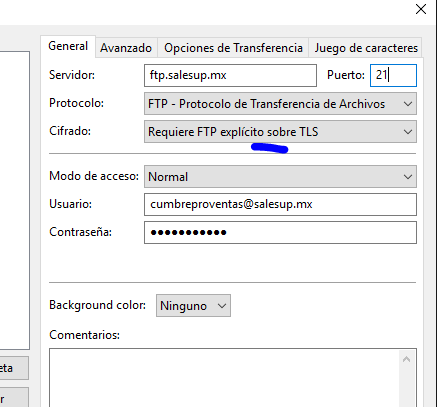 General Avanzado Opciones de Transferencia Juego de caracteres
Servidor: ftp.salesup.mx Puerto: 21
Protocolo: FTP - Protocolo de Transferencia de Archivos
Cifrado: Requiere FTP explícito sobre TLS
Modo de acceso: Normal
Usuario: cumbreproventas@salesup.mx
Contraseña: ●●●●●●●●●●●
Background color: Ninguno
Comentarios:
eta
r